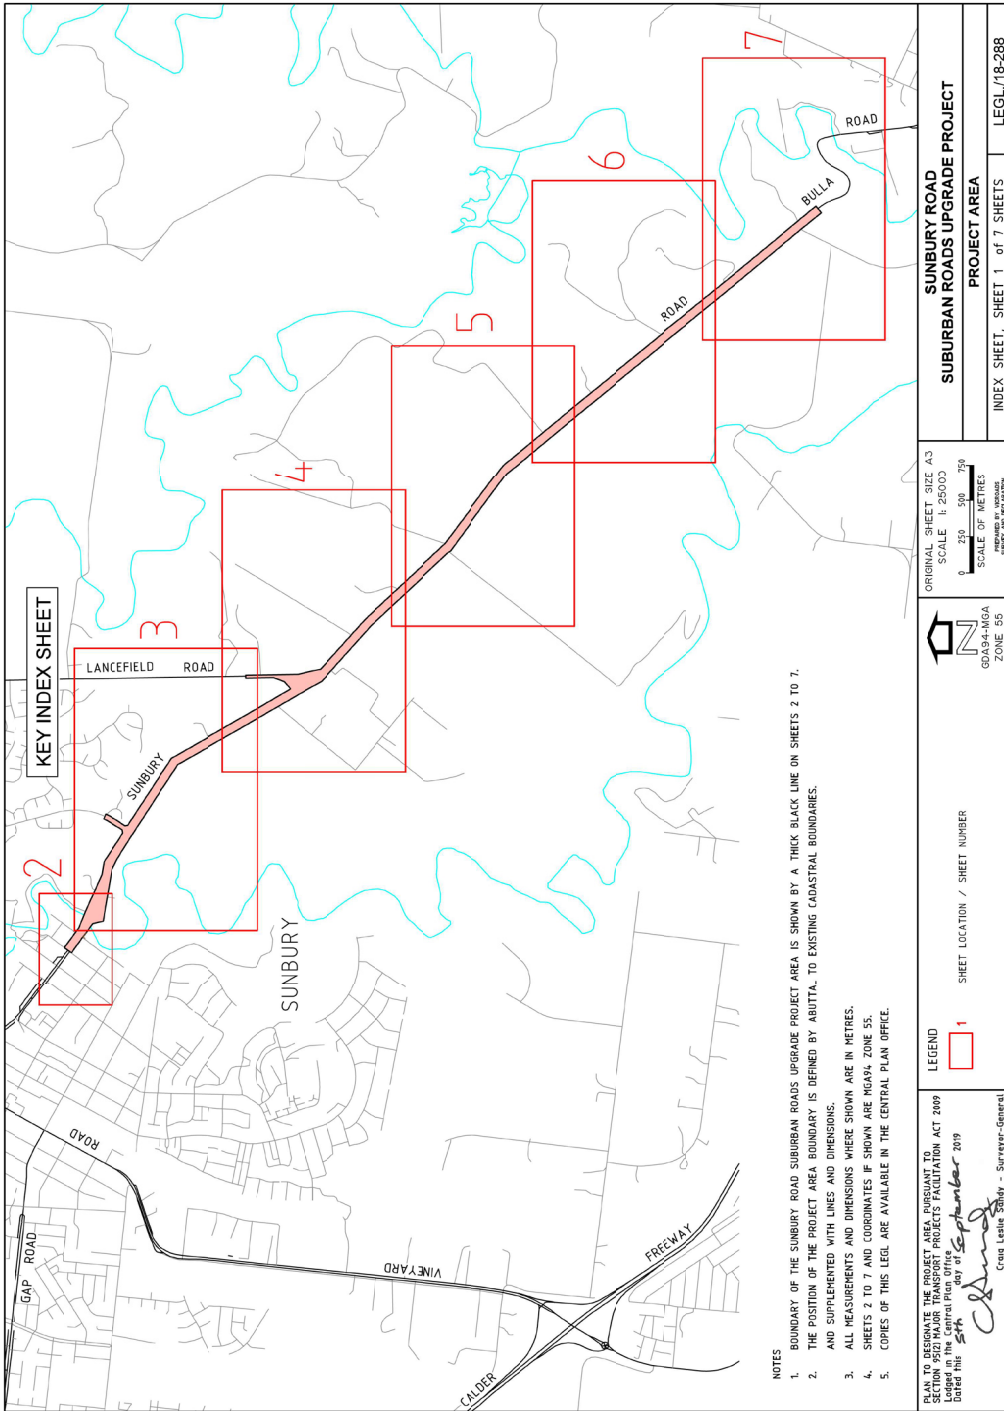 KEY INDEX SHEET
2
3
4
5
6
7
LANCEFIELD ROAD
SUNBURY
ROAD
BULLA
ROAD
SUNBURY
GAP ROAD
ROAD
VINEYARD
CALDER
FREEWAY
NOTES
1. BOUNDARY OF THE SUNBURY ROAD SUBURBAN ROADS UPGRADE PROJECT AREA IS SHOWN BY A THICK BLACK LINE ON SHEETS 2 TO 7.
2. THE POSITION OF THE PROJECT AREA BOUNDARY IS DEFINED BY ABUTTAL TO EXISTING CADASTRAL BOUNDARIES.
AND SUPPLEMENTED WITH LINES AND DIMENSIONS.
3. ALL MEASUREMENTS AND DIMENSIONS WHERE SHOWN ARE IN METRES.
4. SHEETS 2 TO 7 AND COORDINATES IF SHOWN ARE MGA94 ZONE 55.
5. COPIES OF THIS LEGL ARE AVAILABLE IN THE CENTRAL PLAN OFFICE.
PLAN TO DESIGNATE THE PROJECT AREA PURSUANT TO
SECTION 95(2) MAJOR TRANSPORT PROJECTS FACILITATION ACT 2009
Lodged in the Central Plan Office
Dated this 5th day of September 2019
Craig Leslie Sandy - Surveyor-General
LEGEND
1
SHEET LOCATION / SHEET NUMBER
N
GDA94-MGA
ZONE 55
ORIGINAL SHEET SIZE A3
SCALE 1: 25000
0 250 500 750
SCALE OF METRES
PREPARED BY VICROADS
SUNBURY ROAD
SUBURBAN ROADS UPGRADE PROJECT
PROJECT AREA
INDEX SHEET, SHEET 1 of 7 SHEETS
LEGL./18-288